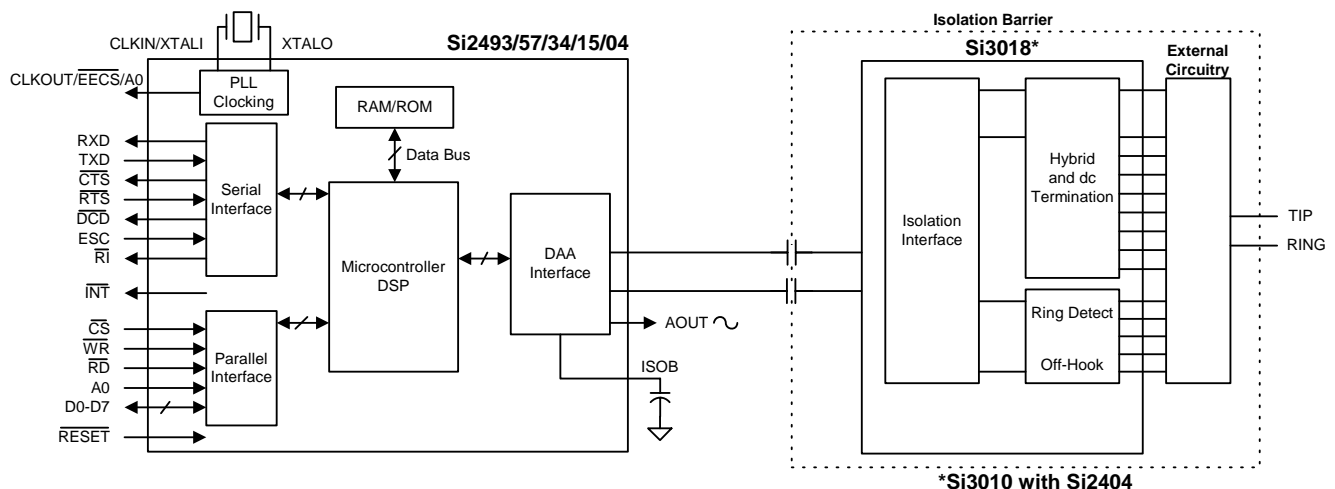 CLKIN/XTALI
XTALO
Si2493/57/34/15/04
CLKOUT/EECS/A0
PLL
Clocking
RAM/ROM
Data Bus
RXD
TXD
CTS
RTS
DCD
ESC
RI
INT
CS
WR
RD
A0
D0-D7
RESET
Serial
Interface
Parallel
Interface
Microcontroller
DSP
DAA
Interface
AOUT
ISOB
Isolation Barrier
Si3018*
External
Circuitry
Isolation
Interface
Hybrid
and dc
Termination
Ring Detect
Off-Hook
TIP
RING
*Si3010 with Si2404